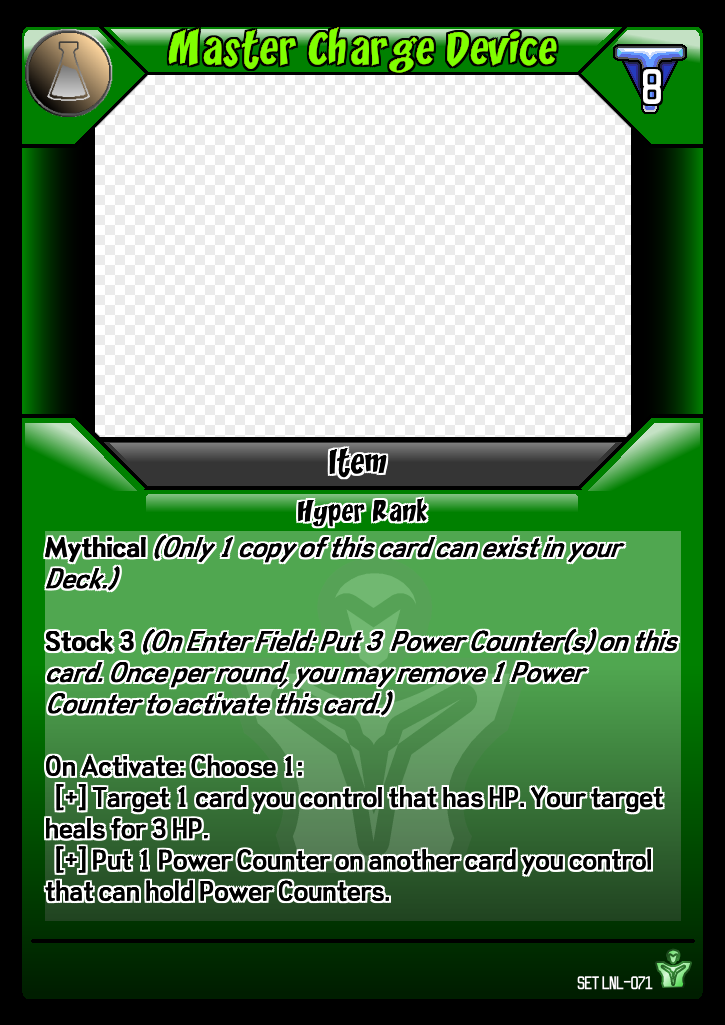 Master Charge Device
8
Item
Hyper Rank
Mythical (Only 1 copy of this card can exist in your
Deck.)
Stock 3 (On Enter Field: Put 3 Power Counter(s) on this
card. Once per round, you may remove 1 Power
Counter to activate this card.)
On Activate: Choose 1:
[+] Target 1 card you control that has HP. Your target
heals for 3 HP.
[+] Put 1 Power Counter on another card you control
that can hold Power Counters.
SET LNL-071